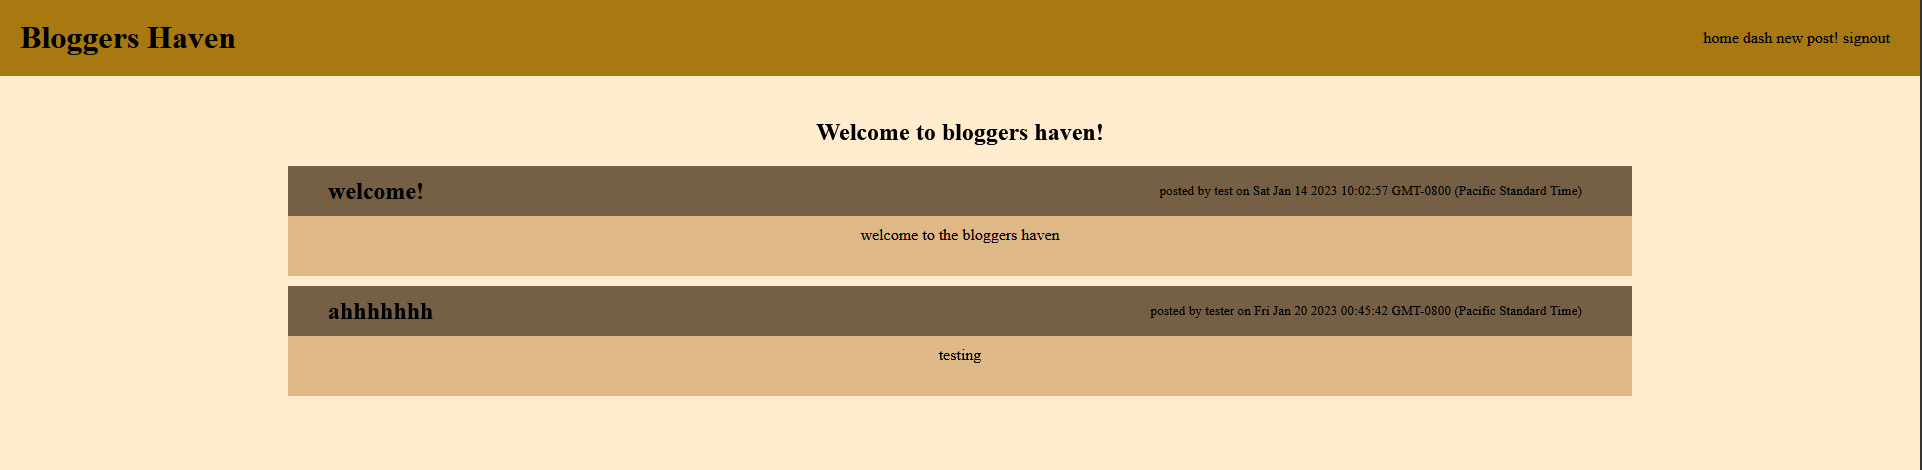 Bloggers Haven
home dash new post! signout
Welcome to bloggers haven!
welcome!
posted by test on Sat Jan 14 2023 10:02:57 GMT-0800 (Pacific Standard Time)
welcome to the bloggers haven
ahhhhhhh
posted by tester on Fri Jan 20 2023 00:45:42 GMT-0800 (Pacific Standard Time)
testing